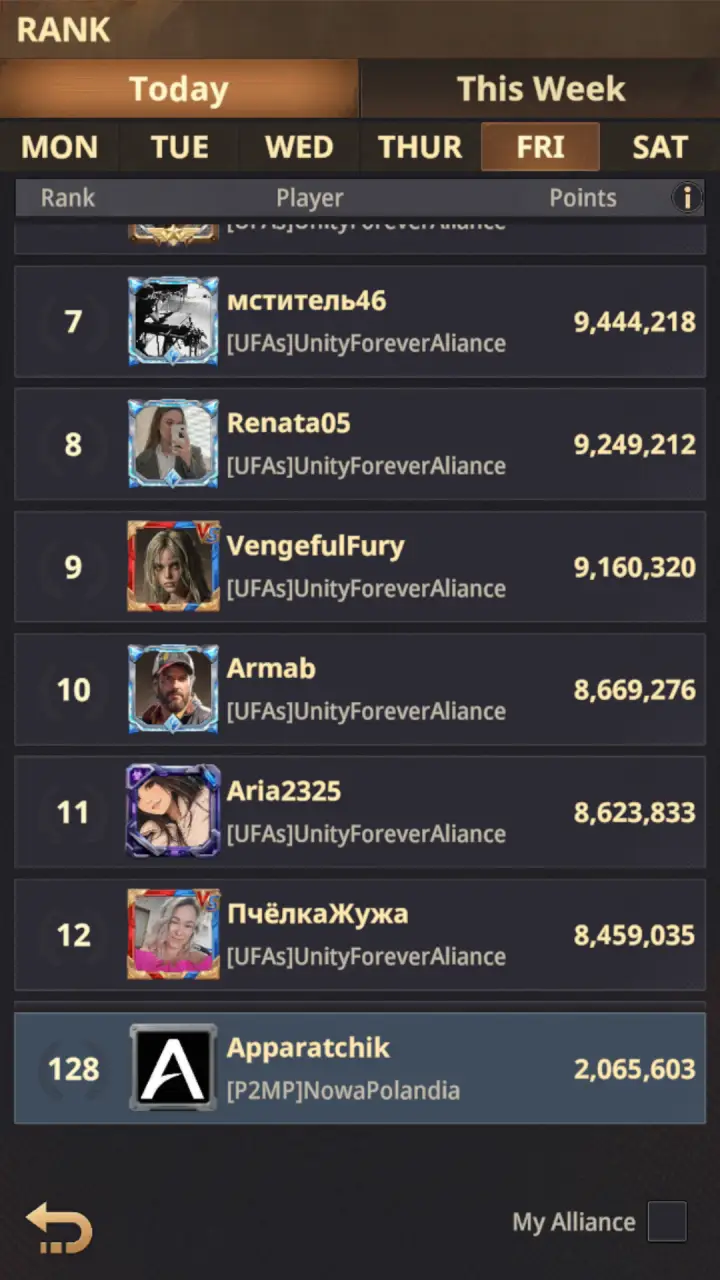 RANK
Today
This Week
MON TUE WED THUR FRI SAT
Rank Player Points
[UFAs]UnityForeverAliance
7
мститель46
[UFAs]UnityForeverAliance
9,444,218
8
Renata05
[UFAs]UnityForeverAliance
9,249,212
9
VengefulFury
[UFAs]UnityForeverAliance
9,160,320
10
Armab
[UFAs]UnityForeverAliance
8,669,276
11
Aria2325
[UFAs]UnityForeverAliance
8,623,833
12
ПчёлкаЖужа
[UFAs]UnityForeverAliance
8,459,035
128
Apparatchik
[P2MP]NowaPolandia
2,065,603
My Alliance